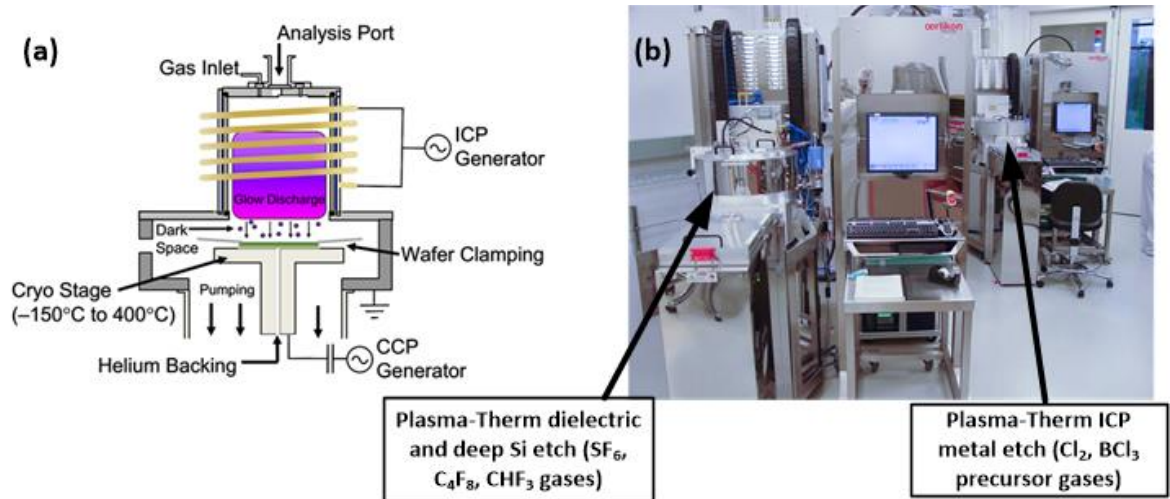 (a)
Analysis Port
Gas Inlet
ICP
Generator
Glow Discharge
Dark
Space
Wafer Clamping
Cryo Stage
(–150°C to 400°C)
Pumping
Helium Backing
CCP
Generator
(b)
oerlikon
oerlikon
Plasma-Therm dielectric
and deep Si etch (SF₆,
C₄F₈, CHF₃ gases)
Plasma-Therm ICP
metal etch (Cl₂, BCl₃
precursor gases)